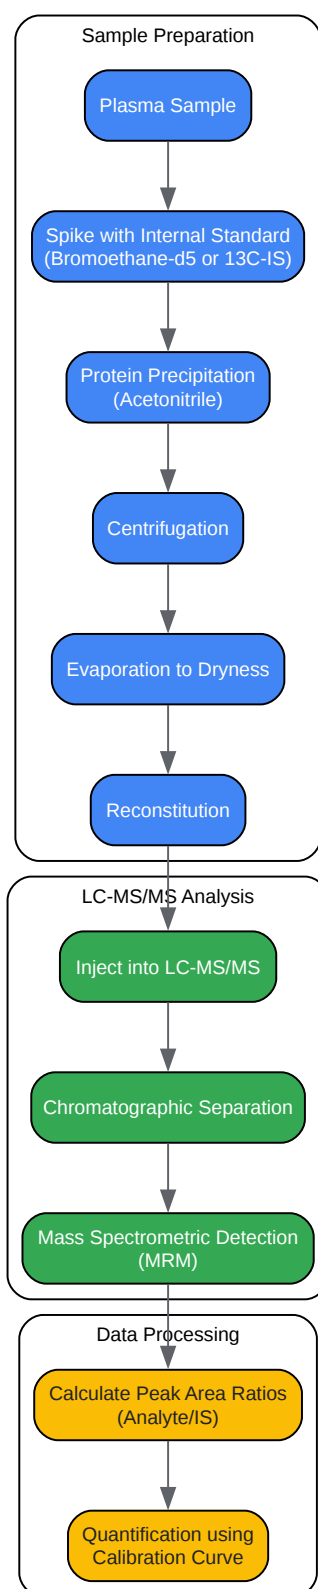 Sample Preparation
Plasma Sample
Spike with Internal Standard
(Bromoethane-d5 or 13C-IS)
Protein Precipitation
(Acetonitrile)
Centrifugation
Evaporation to Dryness
Reconstitution
LC-MS/MS Analysis
Inject into LC-MS/MS
Chromatographic Separation
Mass Spectrometric Detection
(MRM)
Data Processing
Calculate Peak Area Ratios
(Analyte/IS)
Quantification using
Calibration Curve